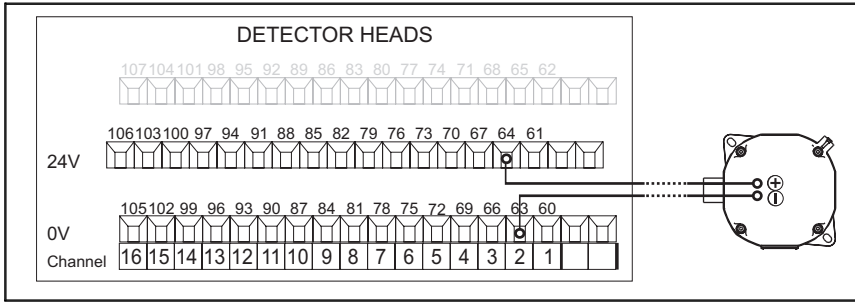 DETECTOR HEADS
107 104 101 98 95 92 89 86 83 80 77 74 71 68 65 62
106 103 100 97 94 91 88 85 82 79 76 73 70 67 64 61
24V
105 102 99 96 93 90 87 84 81 78 75 72 69 66 63 60
0V
Channel 16 15 14 13 12 11 10 9 8 7 6 5 4 3 2 1
+
−